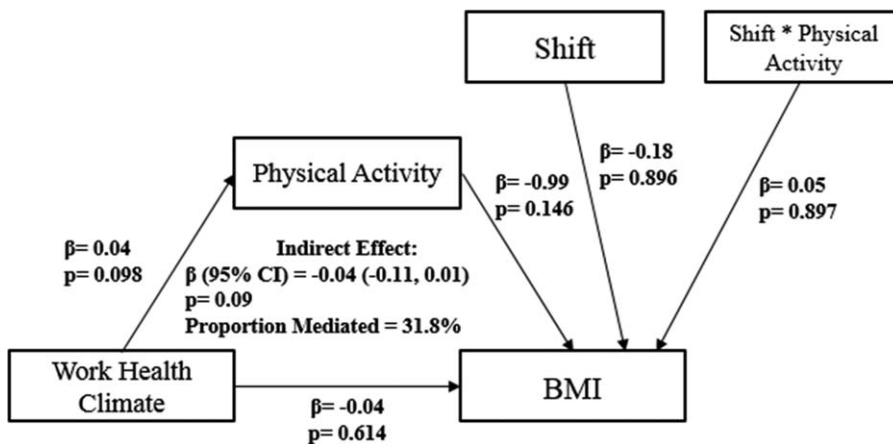 Shift
Shift * Physical
Activity
Physical Activity
β= -0.99
p= 0.146
β= -0.18
p= 0.896
β= 0.05
p= 0.897
β= 0.04
p= 0.098
Indirect Effect:
β (95% CI) = -0.04 (-0.11, 0.01)
p= 0.09
Proportion Mediated = 31.8%
Work Health
Climate
β= -0.04
p= 0.614
BMI